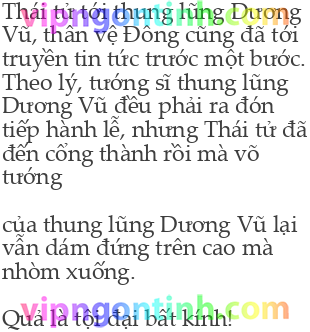 Thái tử tới thung lũng Dương
Vũ, thân vệ Đông cũng đã tới
truyền tin tức trước một bước.
Theo lý, tướng sĩ thung lũng
Dương Vũ đều phải ra đón
tiếp hành lễ, nhưng Thái tử đã
đến cổng thành rồi mà võ
tướng
của thung lũng Dương Vũ lại
vẫn dám đứng trên cao mà
nhòm xuống.
vipngontinh.com
Quả là tội đại bất kính!
vipngontinh.com